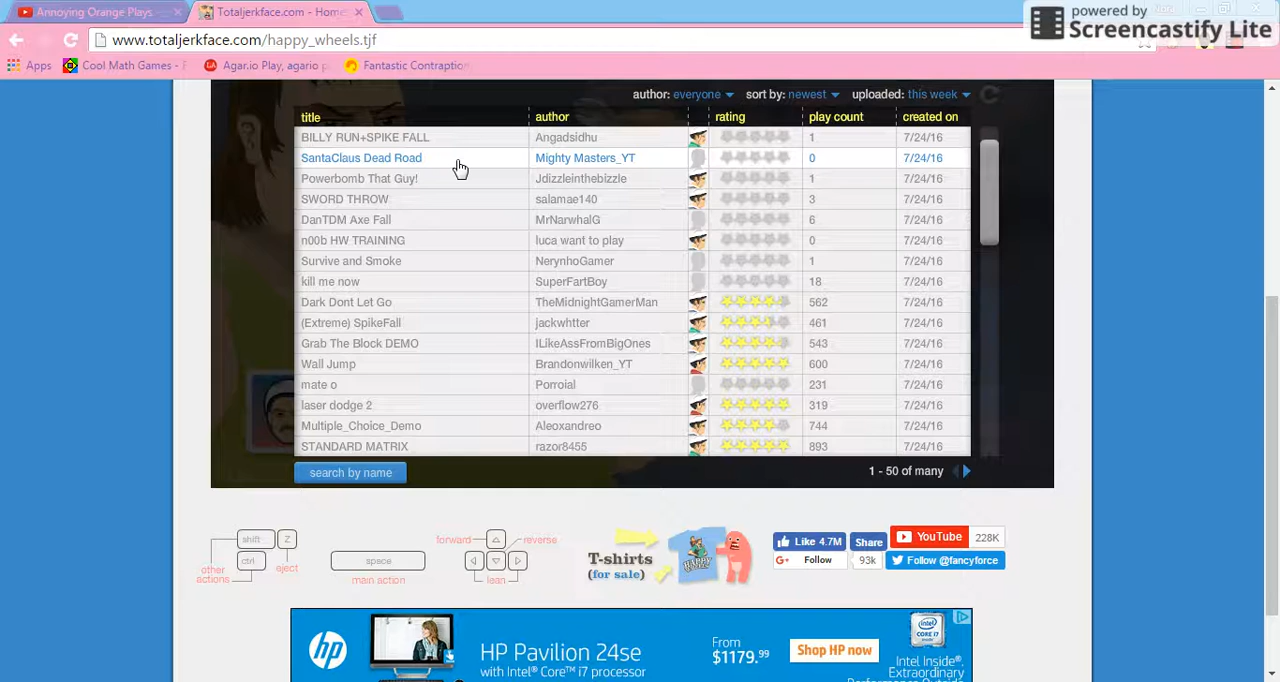 Annoying Orange Plays
Totaljerkface.com - Home
powered by
Screencastify Lite
www.totaljerkface.com/happy_wheels.tjf
Apps Cool Math Games - F Agar.io Play, agario p Fantastic Contraption
author: everyone sort by: newest uploaded: this week
title author rating play count created on
BILLY RUN+SPIKE FALL Angadsidhu 1 7/24/16
SantaClaus Dead Road Mighty Masters_YT 0 7/24/16
Powerbomb That Guy! Jdizzleinthebizzle 1 7/24/16
SWORD THROW salamae140 3 7/24/16
DanTDM Axe Fall MrNarwhalG 6 7/24/16
n00b HW TRAINING luca want to play 0 7/24/16
Survive and Smoke NerynhoGamer 1 7/24/16
kill me now SuperFartBoy 18 7/24/16
Dark Dont Let Go TheMidnightGamerMan 562 7/24/16
(Extreme) SpikeFall jackwhtter 461 7/24/16
Grab The Block DEMO ILikeAssFromBigOnes 543 7/24/16
Wall Jump Brandonwilken_YT 600 7/24/16
mate o Porroial 231 7/24/16
laser dodge 2 overflow276 319 7/24/16
Multiple_Choice_Demo Aleoxandreo 744 7/24/16
STANDARD MATRIX razor8455 893 7/24/16
search by name 1 - 50 of many
shift Z
ctrl
other
actions
eject
space
main action
forward reverse
lean
T-shirts
(for sale)
HAPPY
Like 4.7M Share YouTube 228K
G+ Follow 93k Follow @fancyforce
hp
HP Pavilion 24se
with Intel® Core™ i7 processor
From
$1179.99
Shop HP now
intel
CORE i7
Intel Inside®.
Extraordinary